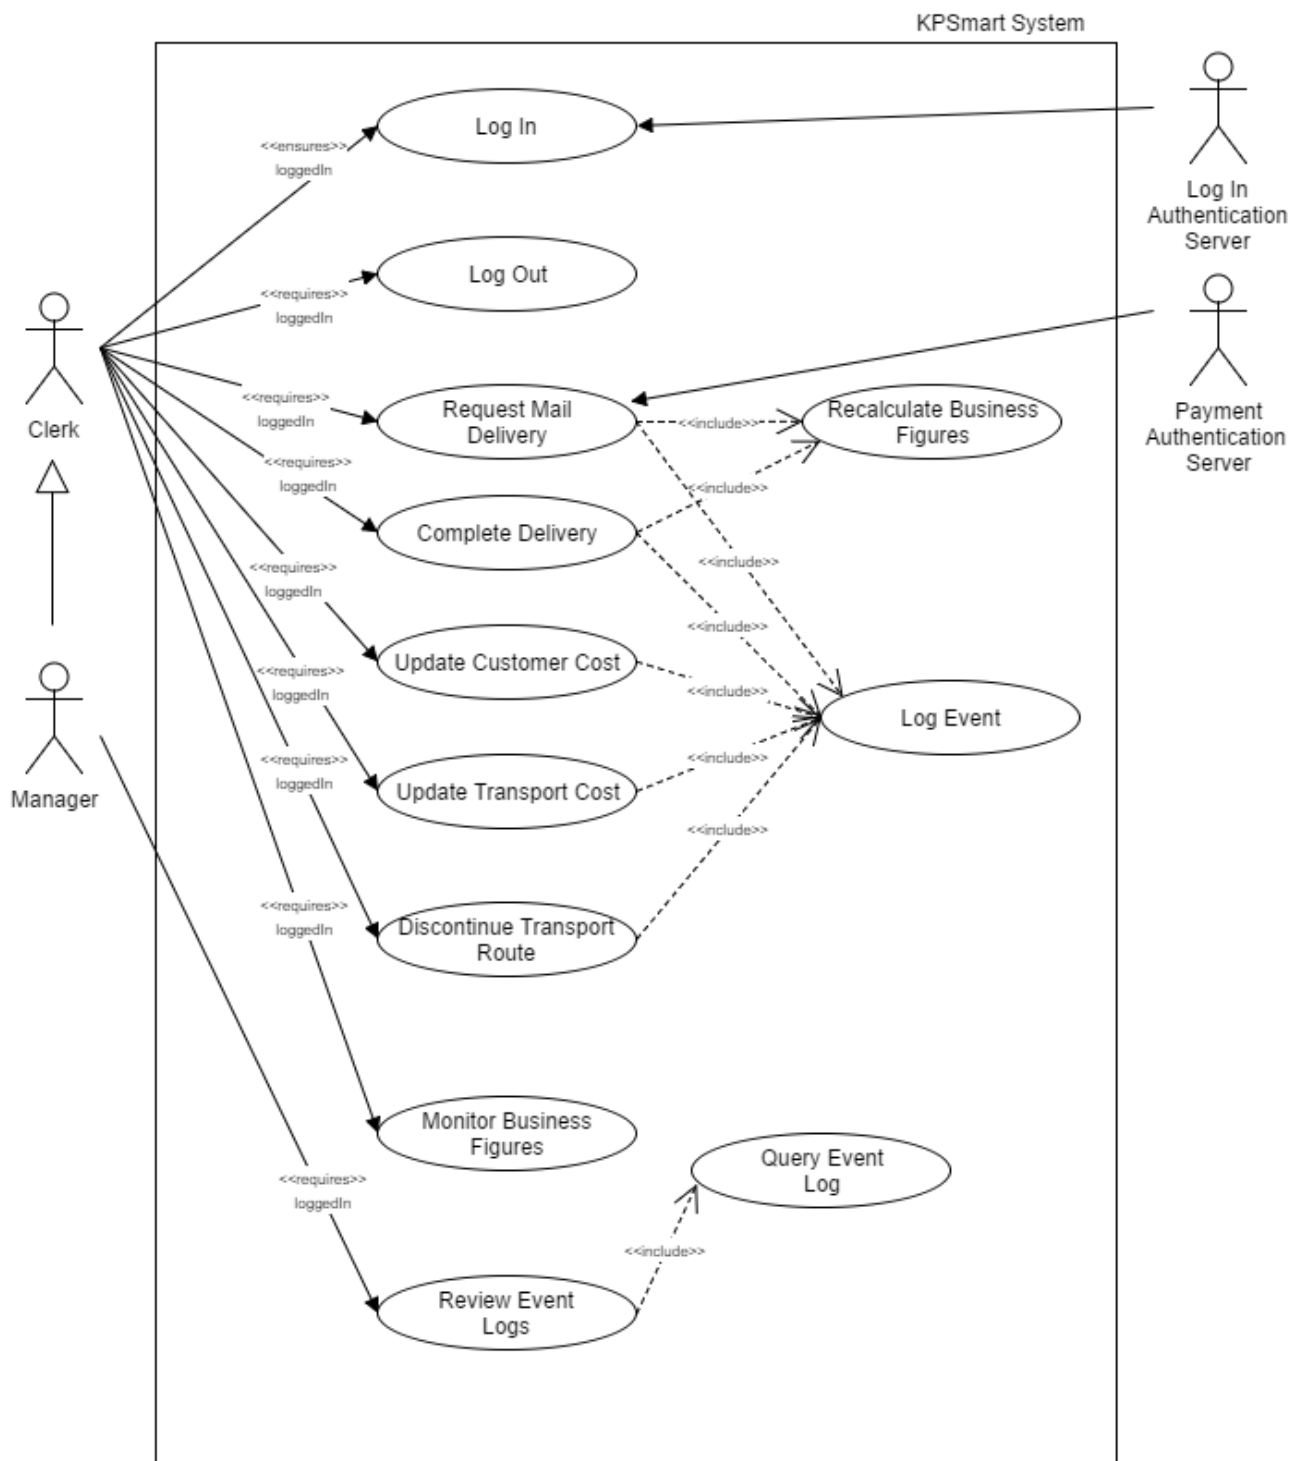 KPSmart System
Log In
<<ensures>>
loggedIn
Log In
Authentication
Server
Log Out
<<requires>>
loggedIn
Clerk
Request Mail
Delivery
<<requires>>
loggedIn
<<include>>
Recalculate Business
Figures
Payment
Authentication
Server
<<requires>>
loggedIn
<<include>>
Complete Delivery
<<include>>
<<requires>>
loggedIn
<<include>>
Update Customer Cost
<<requires>>
loggedIn
<<include>>
Log Event
<<include>>
<<requires>>
loggedIn
Update Transport Cost
Manager
<<include>>
<<requires>>
loggedIn
Discontinue Transport
Route
Monitor Business
Figures
Query Event
Log
<<requires>>
loggedIn
<<include>>
Review Event
Logs